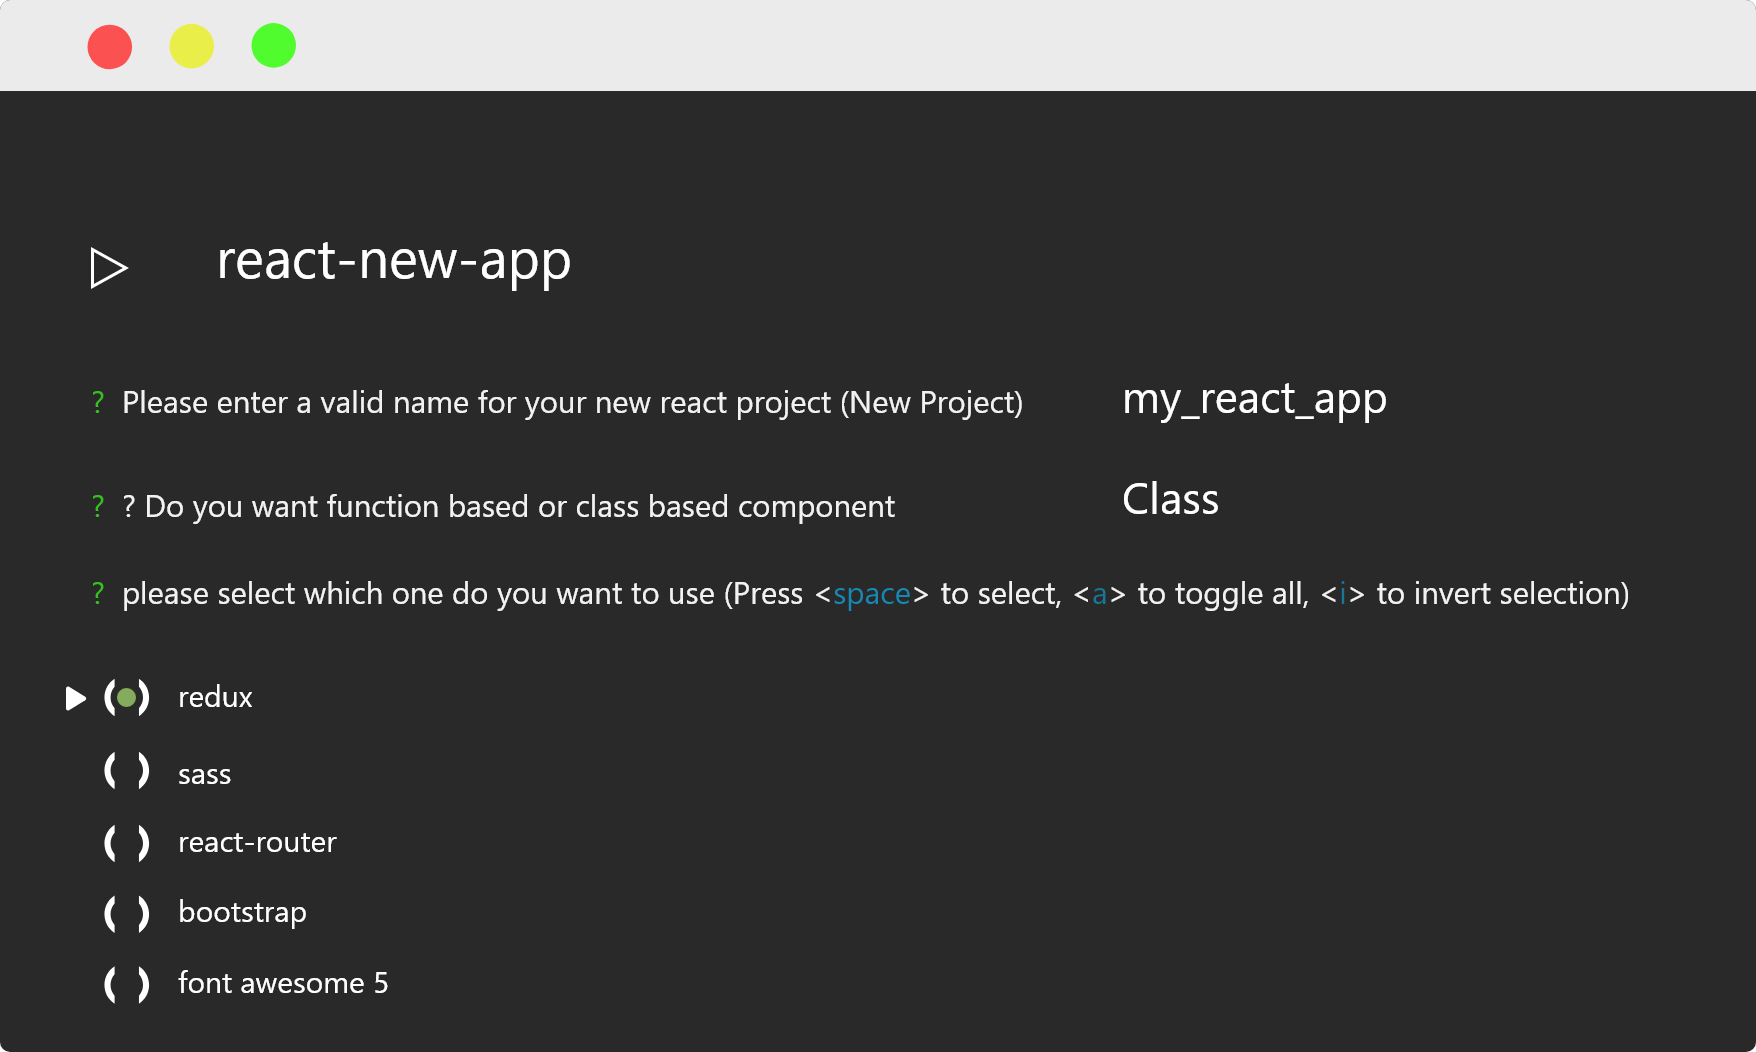 react-new-app
? Please enter a valid name for your new react project (New Project) my_react_app
? ? Do you want function based or class based component Class
? please select which one do you want to use (Press <space> to select, <a> to toggle all, <i> to invert selection)
( ) redux
( ) sass
( ) react-router
( ) bootstrap
( ) font awesome 5